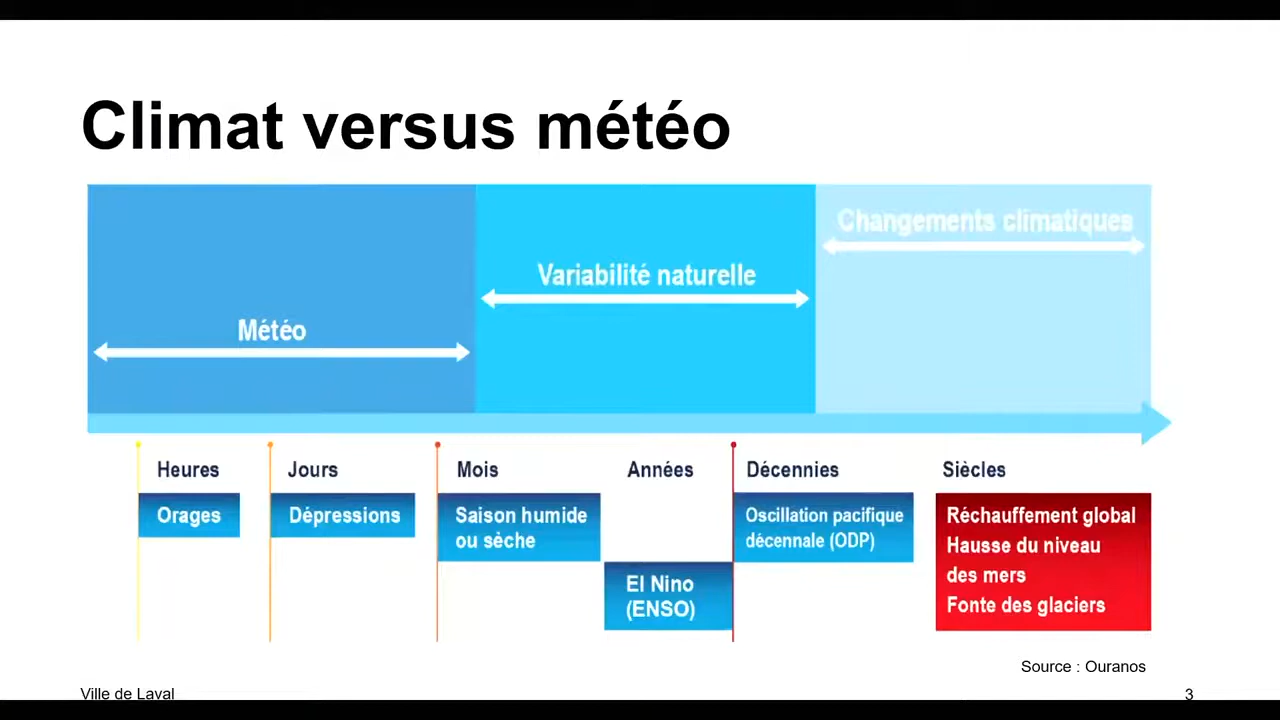 Climat versus météo
Changements climatiques
Variabilité naturelle
Météo
Heures
Jours
Mois
Années
Décennies
Siècles
Orages
Dépressions
Saison humide
ou sèche
El Nino
(ENSO)
Oscillation pacifique
décennale (ODP)
Réchauffement global
Hausse du niveau
des mers
Fonte des glaciers
Source : Ouranos
Ville de Laval
3